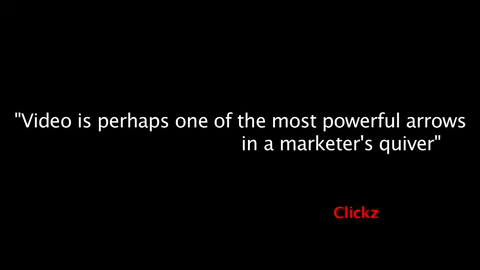 "Video is perhaps one of the most powerful arrows
in a marketer's quiver"
Clickz